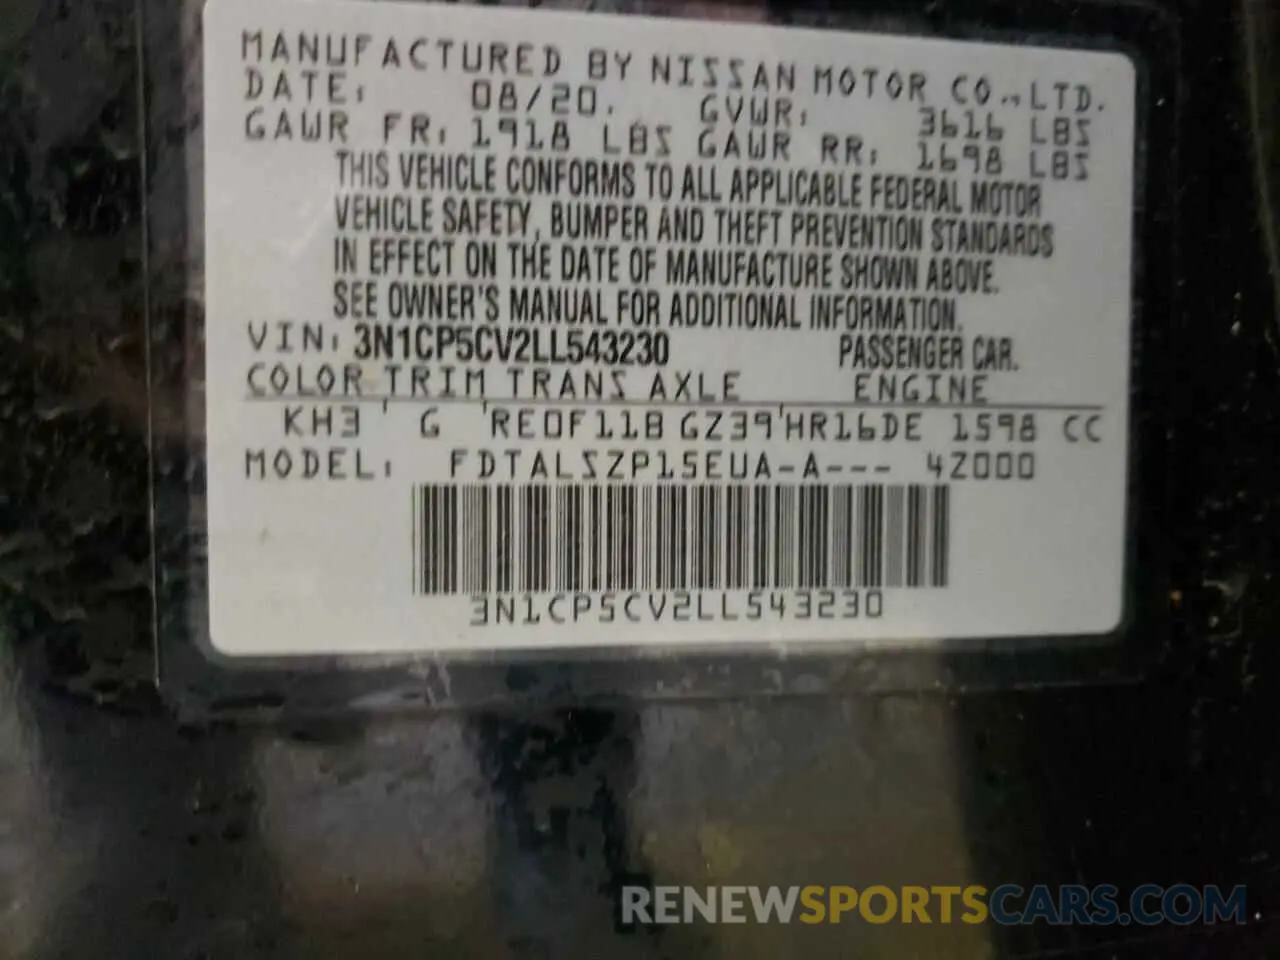 MANUFACTURED BY NISSAN MOTOR CO., LTD.
DATE: 08/20. GVWR: 3616 LBS
GAWR FR: 1918 LBS GAWR RR: 1698 LBS
THIS VEHICLE CONFORMS TO ALL APPLICABLE FEDERAL MOTOR
VEHICLE SAFETY, BUMPER AND THEFT PREVENTION STANDARDS
IN EFFECT ON THE DATE OF MANUFACTURE SHOWN ABOVE.
SEE OWNER'S MANUAL FOR ADDITIONAL INFORMATION.
VIN: 3N1CP5CV2LL543230 PASSENGER CAR.
COLOR TRIM TRANS AXLE ENGINE
KH3 G RE0F11B GZ39 HR16DE 1598 CC
MODEL: FDTALSZP15EUA-A--- 4Z000
3N1CP5CV2LL543230
RENEWSPORTSCARS.COM